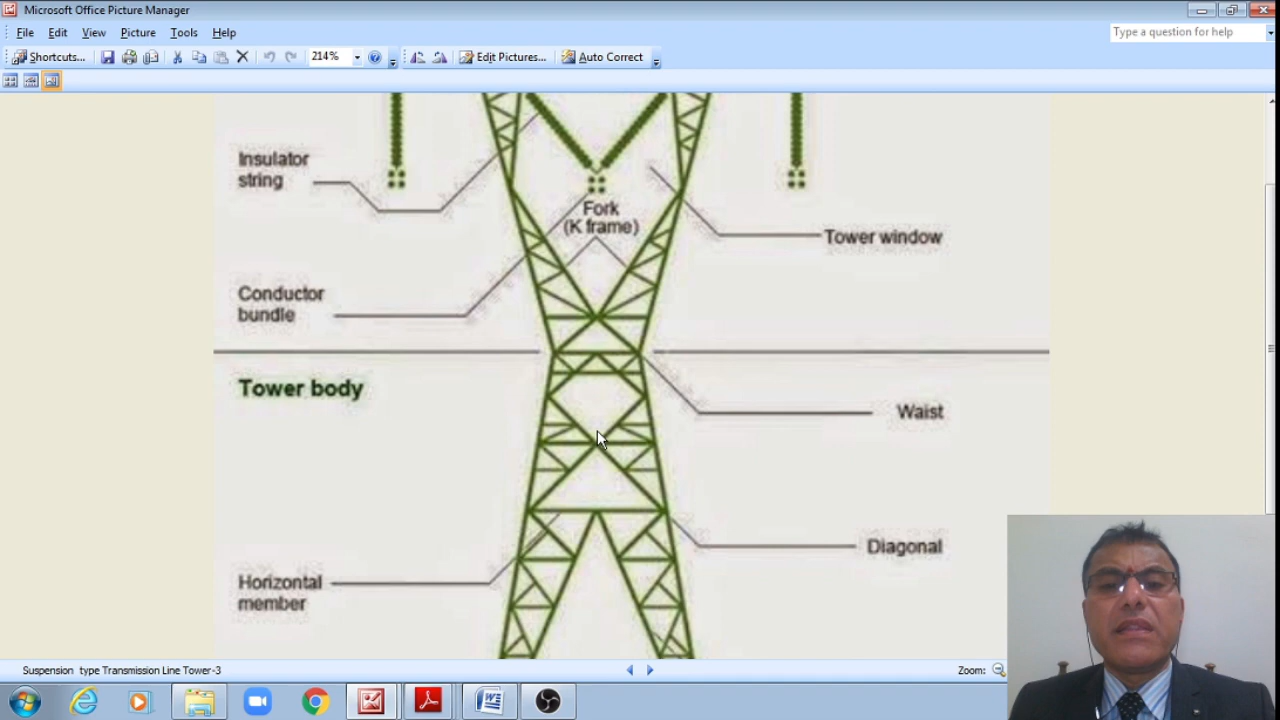 Microsoft Office Picture Manager
File Edit View Picture Tools Help
Type a question for help
Shortcuts...
214%
Edit Pictures...
Auto Correct
Insulator
string
Fork
(K frame)
Tower window
Conductor
bundle
Tower body
Waist
Diagonal
Horizontal
member
Suspension type Transmission Line Tower-3
Zoom: